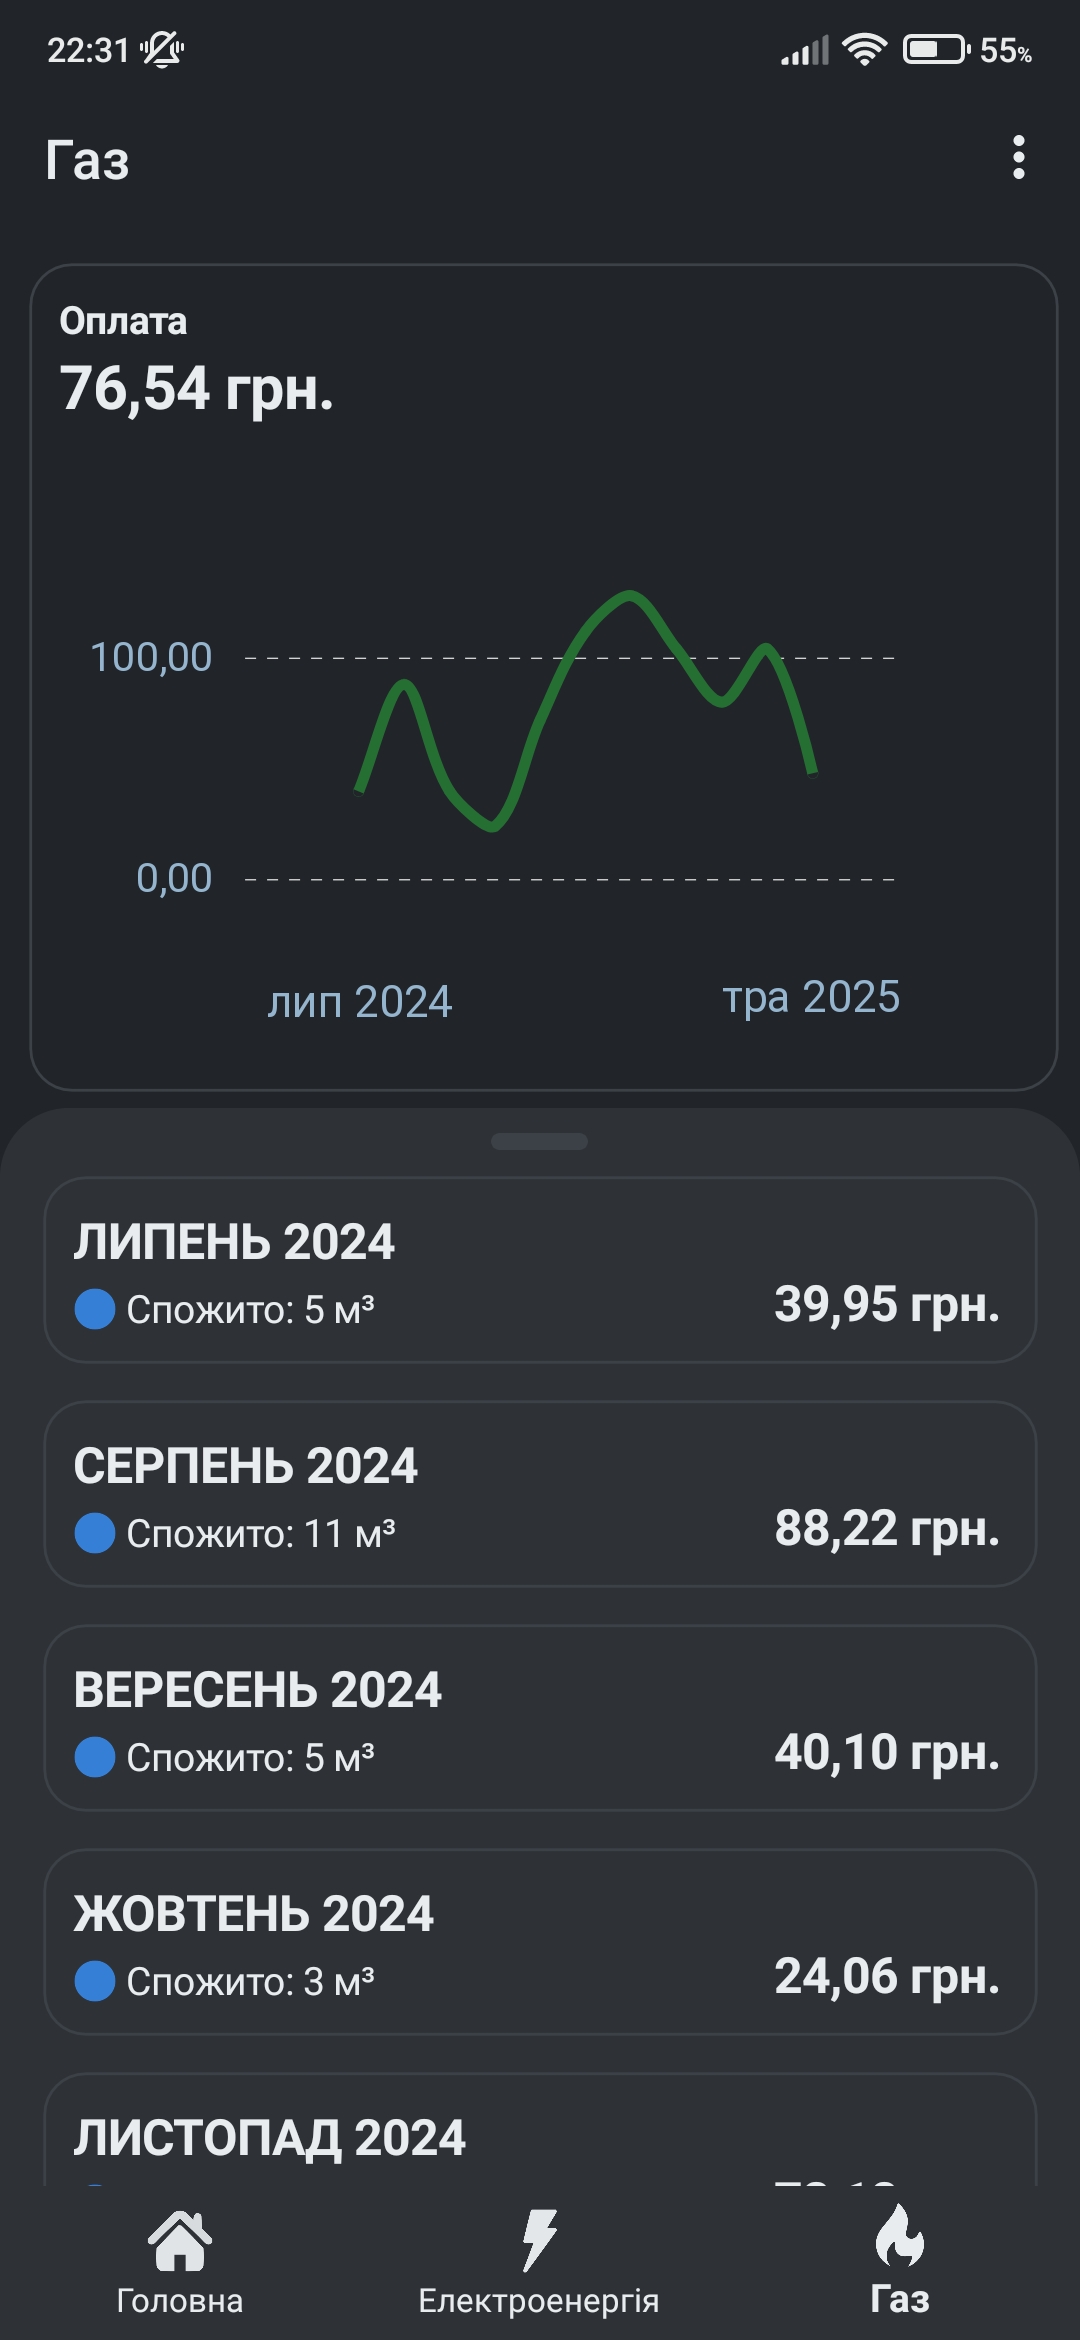 22:31
55%
Газ
Оплата
76,54 грн.
100,00
0,00
лип 2024
тра 2025
ЛИПЕНЬ 2024
Спожито: 5 м³
39,95 грн.
СЕРПЕНЬ 2024
Спожито: 11 м³
88,22 грн.
ВЕРЕСЕНЬ 2024
Спожито: 5 м³
40,10 грн.
ЖОВТЕНЬ 2024
Спожито: 3 м³
24,06 грн.
ЛИСТОПАД 2024
Головна
Електроенергія
Газ